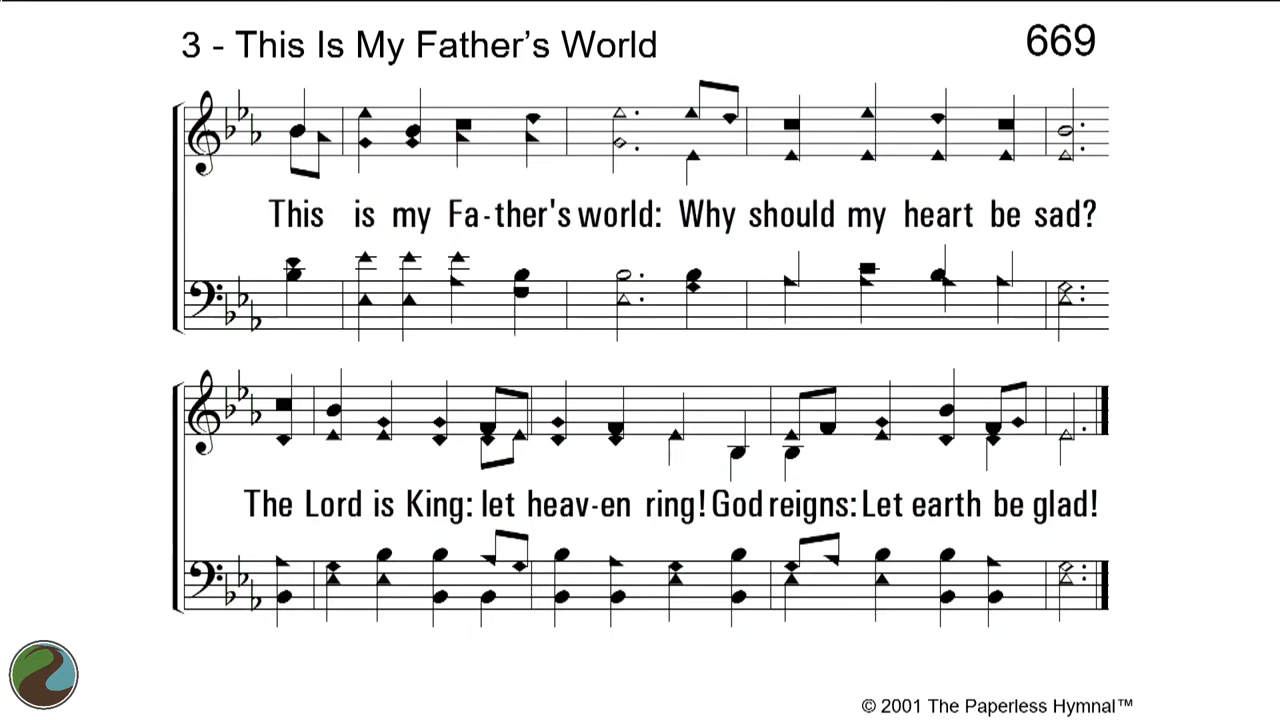 3 - This Is My Father’s World
669
This is my Fa-ther's world: Why should my heart be sad?
The Lord is King: let heav-en ring! God reigns: Let earth be glad!
© 2001 The Paperless Hymnal™